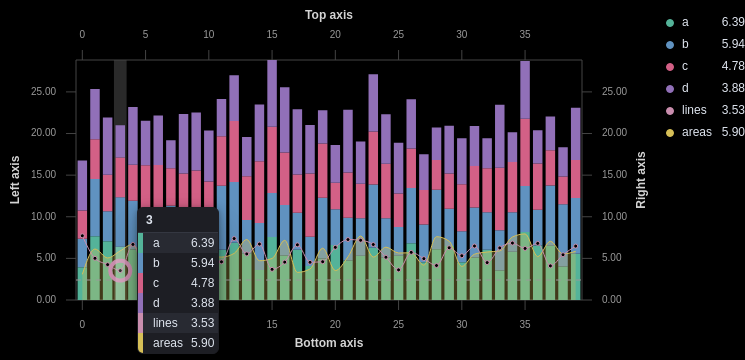 Top axis
0 5 10 15 20 25 30 35
a 6.39
b 5.94
c 4.78
d 3.88
lines 3.53
areas 5.90
25.00 25.00
20.00 20.00
15.00 15.00
10.00 10.00
5.00 5.00
0.00 0.00
Left axis
Right axis
3
a 6.39
b 5.94
c 4.78
d 3.88
lines 3.53
areas 5.90
0 15 20 25 30 35
Bottom axis